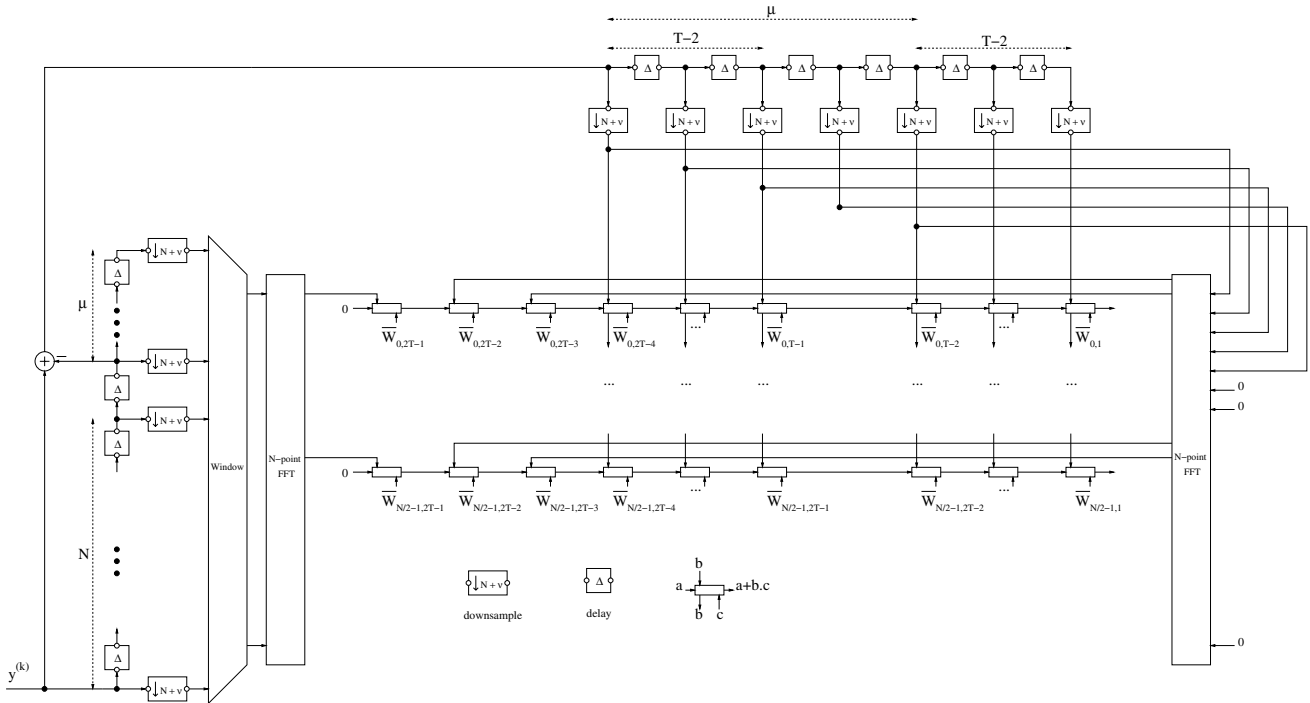 μ
T−2
T−2
Δ Δ Δ Δ Δ Δ
↓ N + ν ↓ N + ν ↓ N + ν ↓ N + ν ↓ N + ν ↓ N + ν ↓ N + ν
↓ N + ν
Δ
μ
0
W̅0,2T−1 W̅0,2T−2 W̅0,2T−3 W̅0,2T−4 ... W̅0,T−1 W̅0,T−2 ... W̅0,1
+
−
↓ N + ν
Δ
... ... ... ... ... ...
0
0
↓ N + ν
Δ
Window
N−point
FFT
N−point
FFT
0
W̅N/2−1,2T−1 W̅N/2−1,2T−2 W̅N/2−1,2T−3 W̅N/2−1,2T−4 ... W̅N/2−1,2T−1 W̅N/2−1,2T−2 ... W̅N/2−1,1
N
↓ N + ν
downsample
Δ
delay
b
a a+b.c
b c
0
Δ
y(k)
↓ N + ν